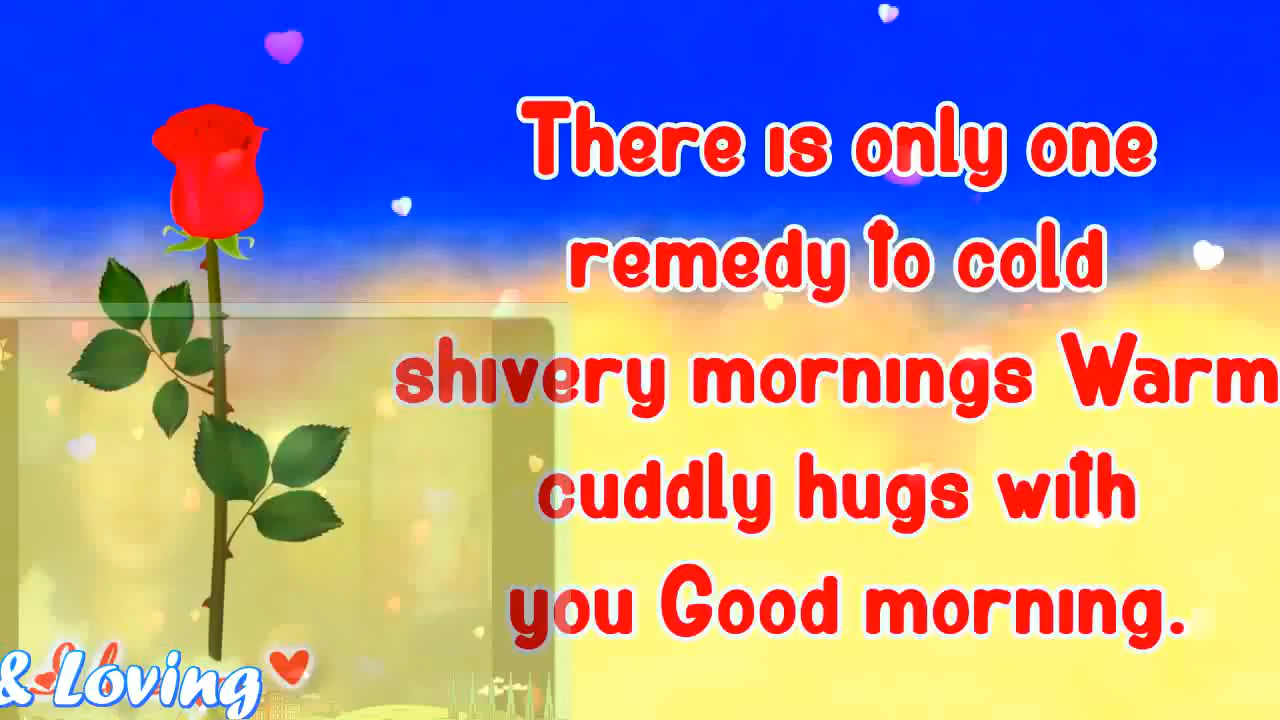 There is only one
remedy to cold
shivery mornings Warm
cuddly hugs with
you Good morning.
& Loving